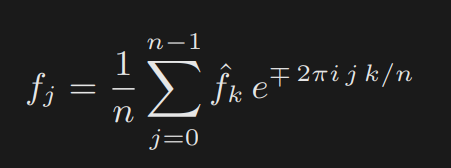 f_j = \frac{1}{n} \sum_{j=0}^{n-1} \hat{f}_k \, e^{\mp 2\pi i \, j \, k/n}